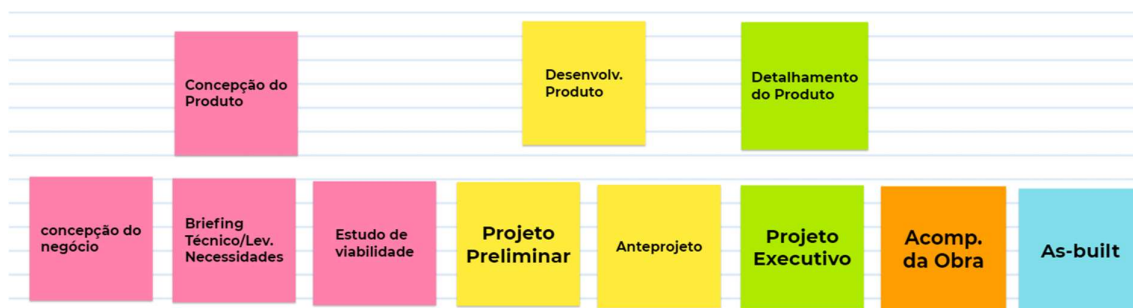 Concepção do
Produto
Desenvolv.
Produto
Detalhamento
do Produto
concepção do
negócio
Briefing
Técnico/Lev.
Necessidades
Estudo de
viabilidade
Projeto
Preliminar
Anteprojeto
Projeto
Executivo
Acomp.
da Obra
As-built